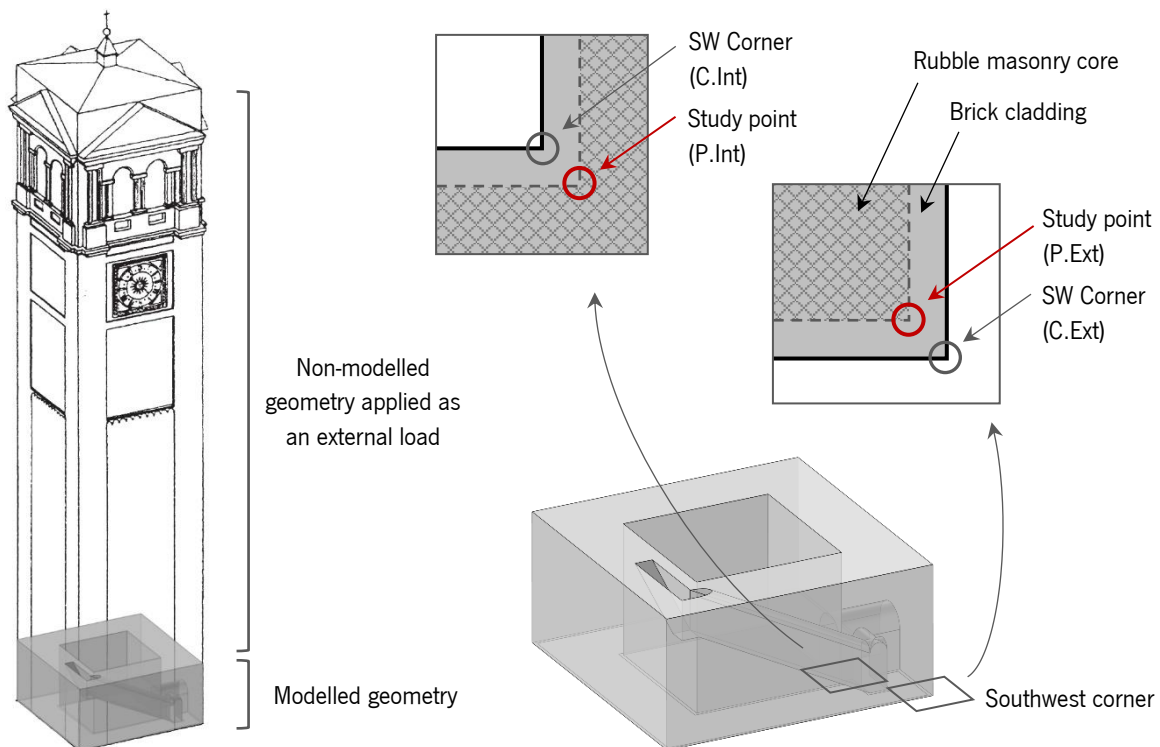 SW Corner
(C.Int)
Study point
(P.Int)
Rubble masonry core
Brick cladding
Study point
(P.Ext)
SW Corner
(C.Ext)
Non-modelled
geometry applied as
an external load
Modelled geometry
Southwest corner